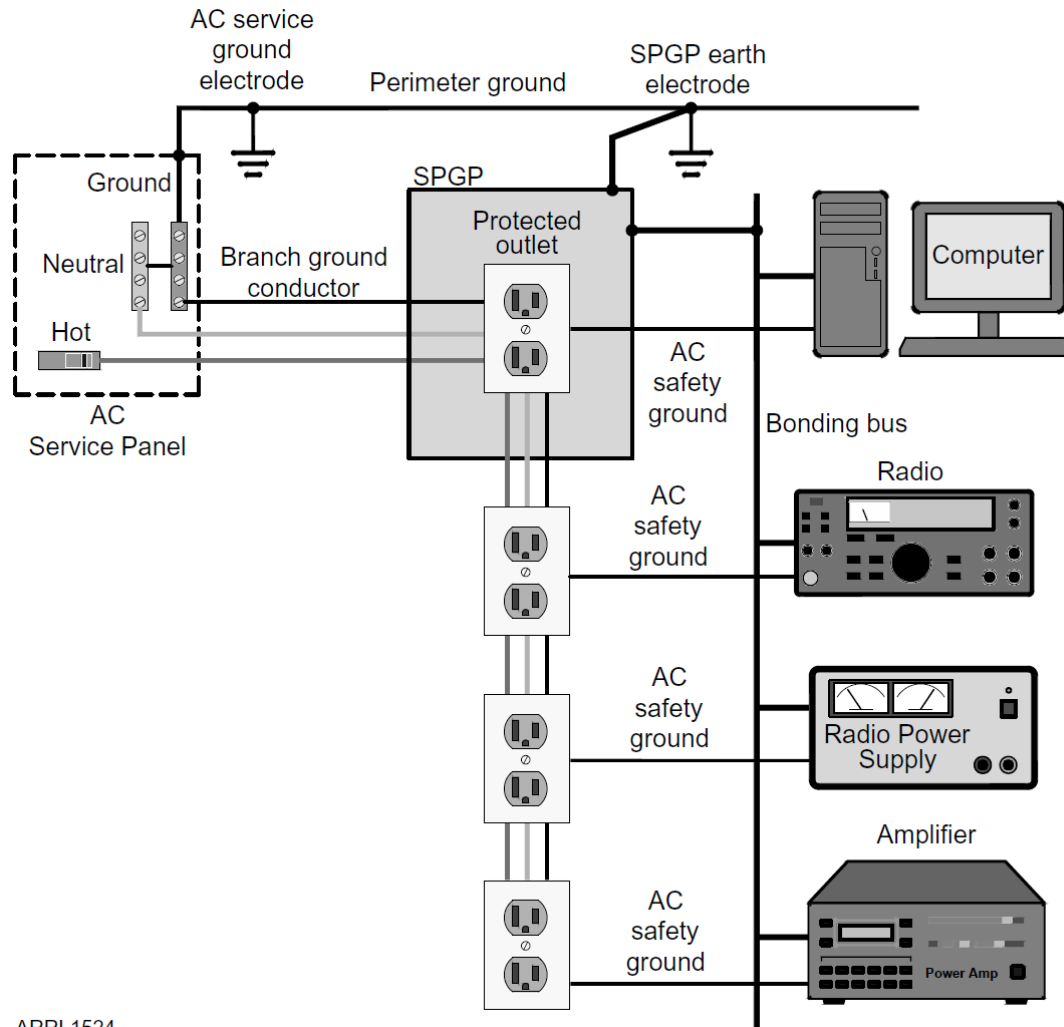 AC service
ground
electrode
Perimeter ground
SPGP earth
electrode
Ground
SPGP
Protected
outlet
Neutral
Branch ground
conductor
Computer
Hot
AC
safety
ground
AC
Service Panel
Bonding bus
Radio
AC
safety
ground
AC
safety
ground
Radio Power
Supply
Amplifier
AC
safety
ground
Power Amp